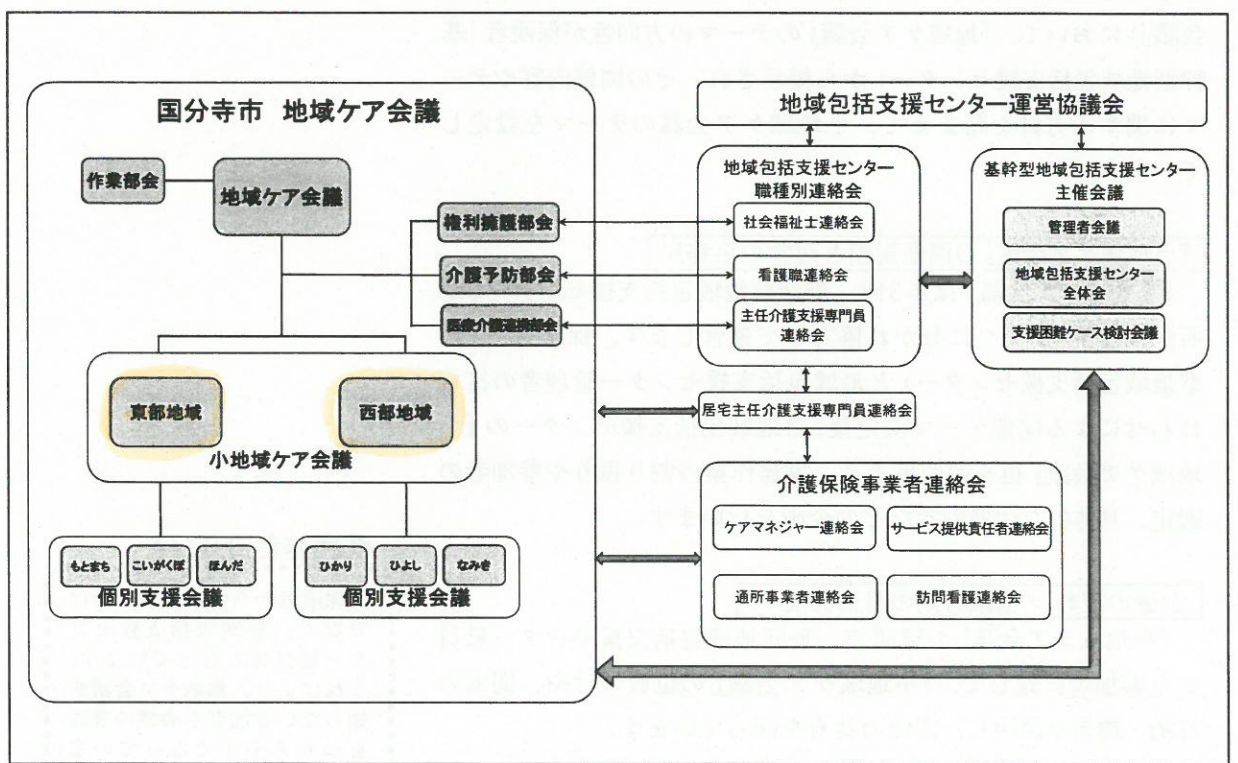 国分寺市 地域ケア会議
作業部会
地域ケア会議
権利擁護部会
介護予防部会
医療介護連携部会
東部地域
西部地域
小地域ケア会議
もとまち
こいがくぼ
ほんだ
個別支援会議
ひかり
ひよし
なみき
個別支援会議
地域包括支援センター運営協議会
地域包括支援センター
職種別連絡会
社会福祉士連絡会
看護職連絡会
主任介護支援専門員
連絡会
基幹型地域包括支援センター
主催会議
管理者会議
地域包括支援センター
全体会
支援困難ケース検討会議
居宅主任介護支援専門員連絡会
介護保険事業者連絡会
ケアマネジャー連絡会
サービス提供責任者連絡会
通所事業者連絡会
訪問看護連絡会